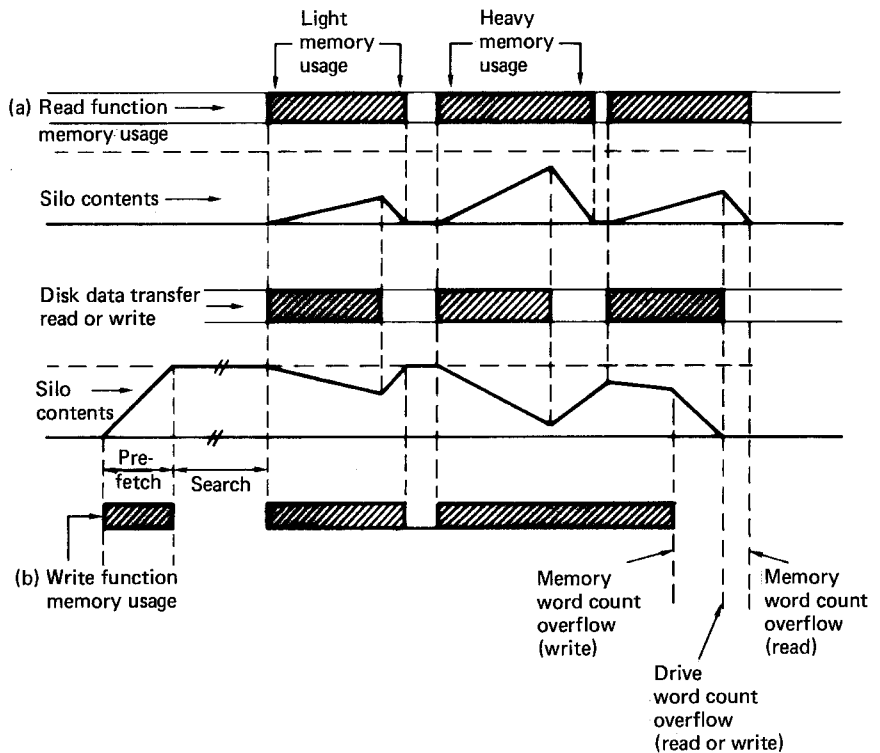 Light
memory
usage
Heavy
memory
usage
(a) Read function
memory usage
Silo contents
Disk data transfer
read or write
Silo
contents
Pre-
fetch
Search
(b) Write function
memory usage
Memory
word count
overflow
(write)
Memory
word count
overflow
(read)
Drive
word count
overflow
(read or write)